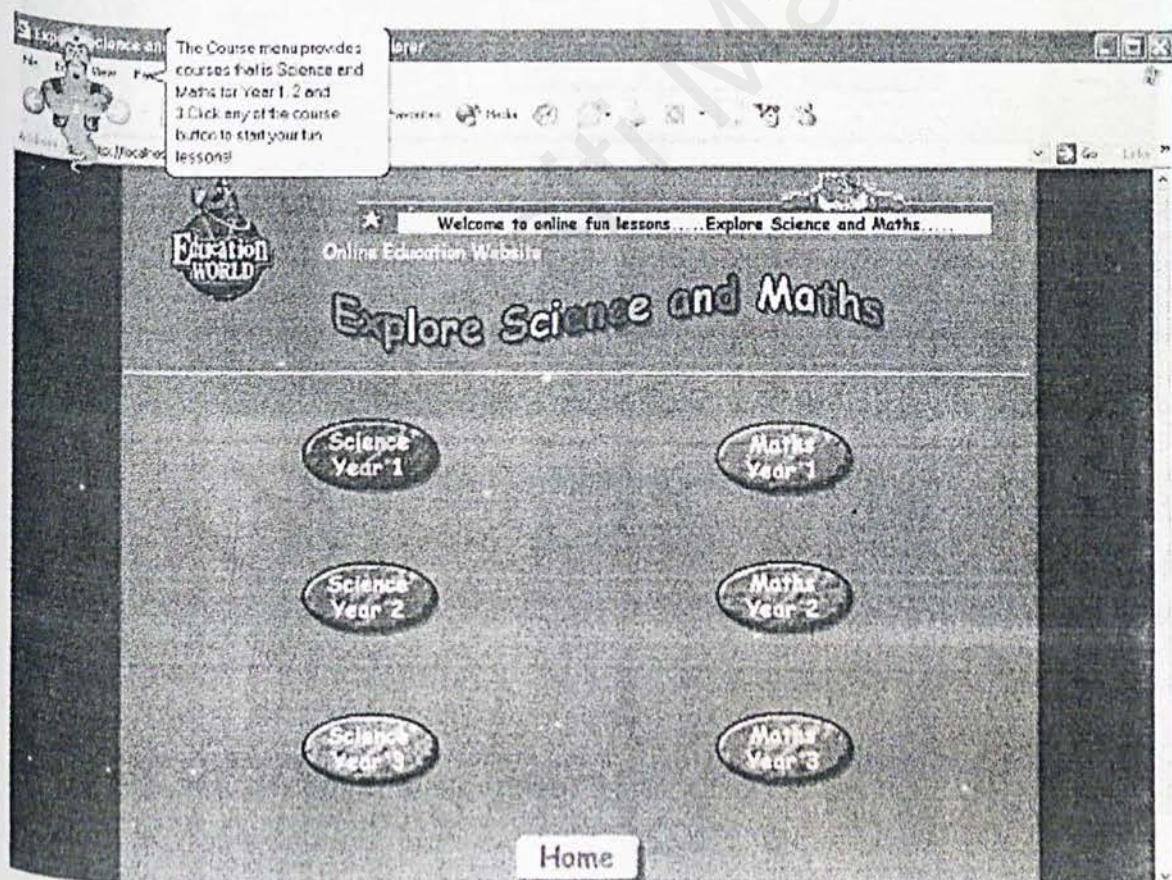 The Course menu provides
courses that is Science and
Maths for Year 1, 2 and
3.Click any of the course
button to start your fun
lessons!
View
Media
Go
Education
WORLD
Welcome to online fun lessons.....Explore Science and Maths.....
Online Education Website
Explore Science and Maths
Science
Year 1
Maths
Year 1
Science
Year 2
Maths
Year 2
Science
Year 3
Maths
Year 3
Home